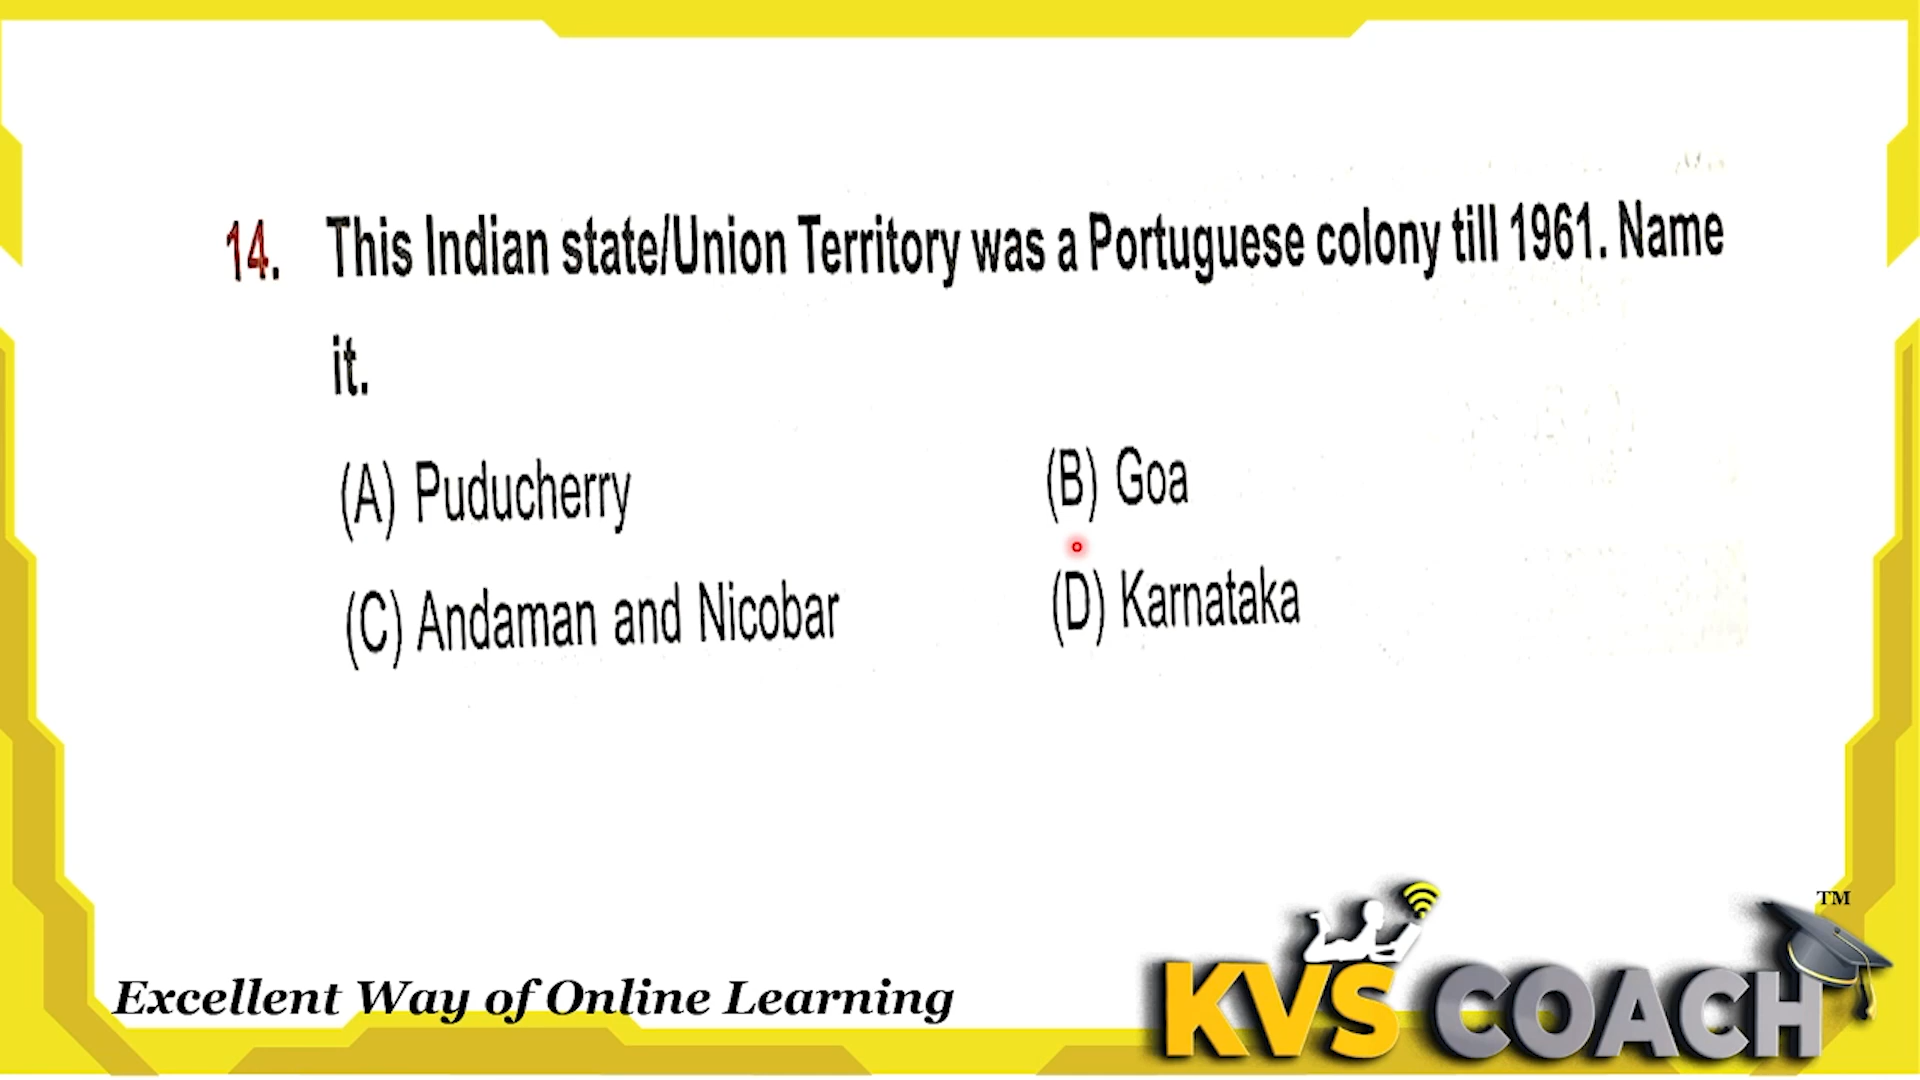 14. This Indian state/Union Territory was a Portuguese colony till 1961. Name
it.
(A) Puducherry (B) Goa
(C) Andaman and Nicobar (D) Karnataka
Excellent Way of Online Learning
KVS COACH TM